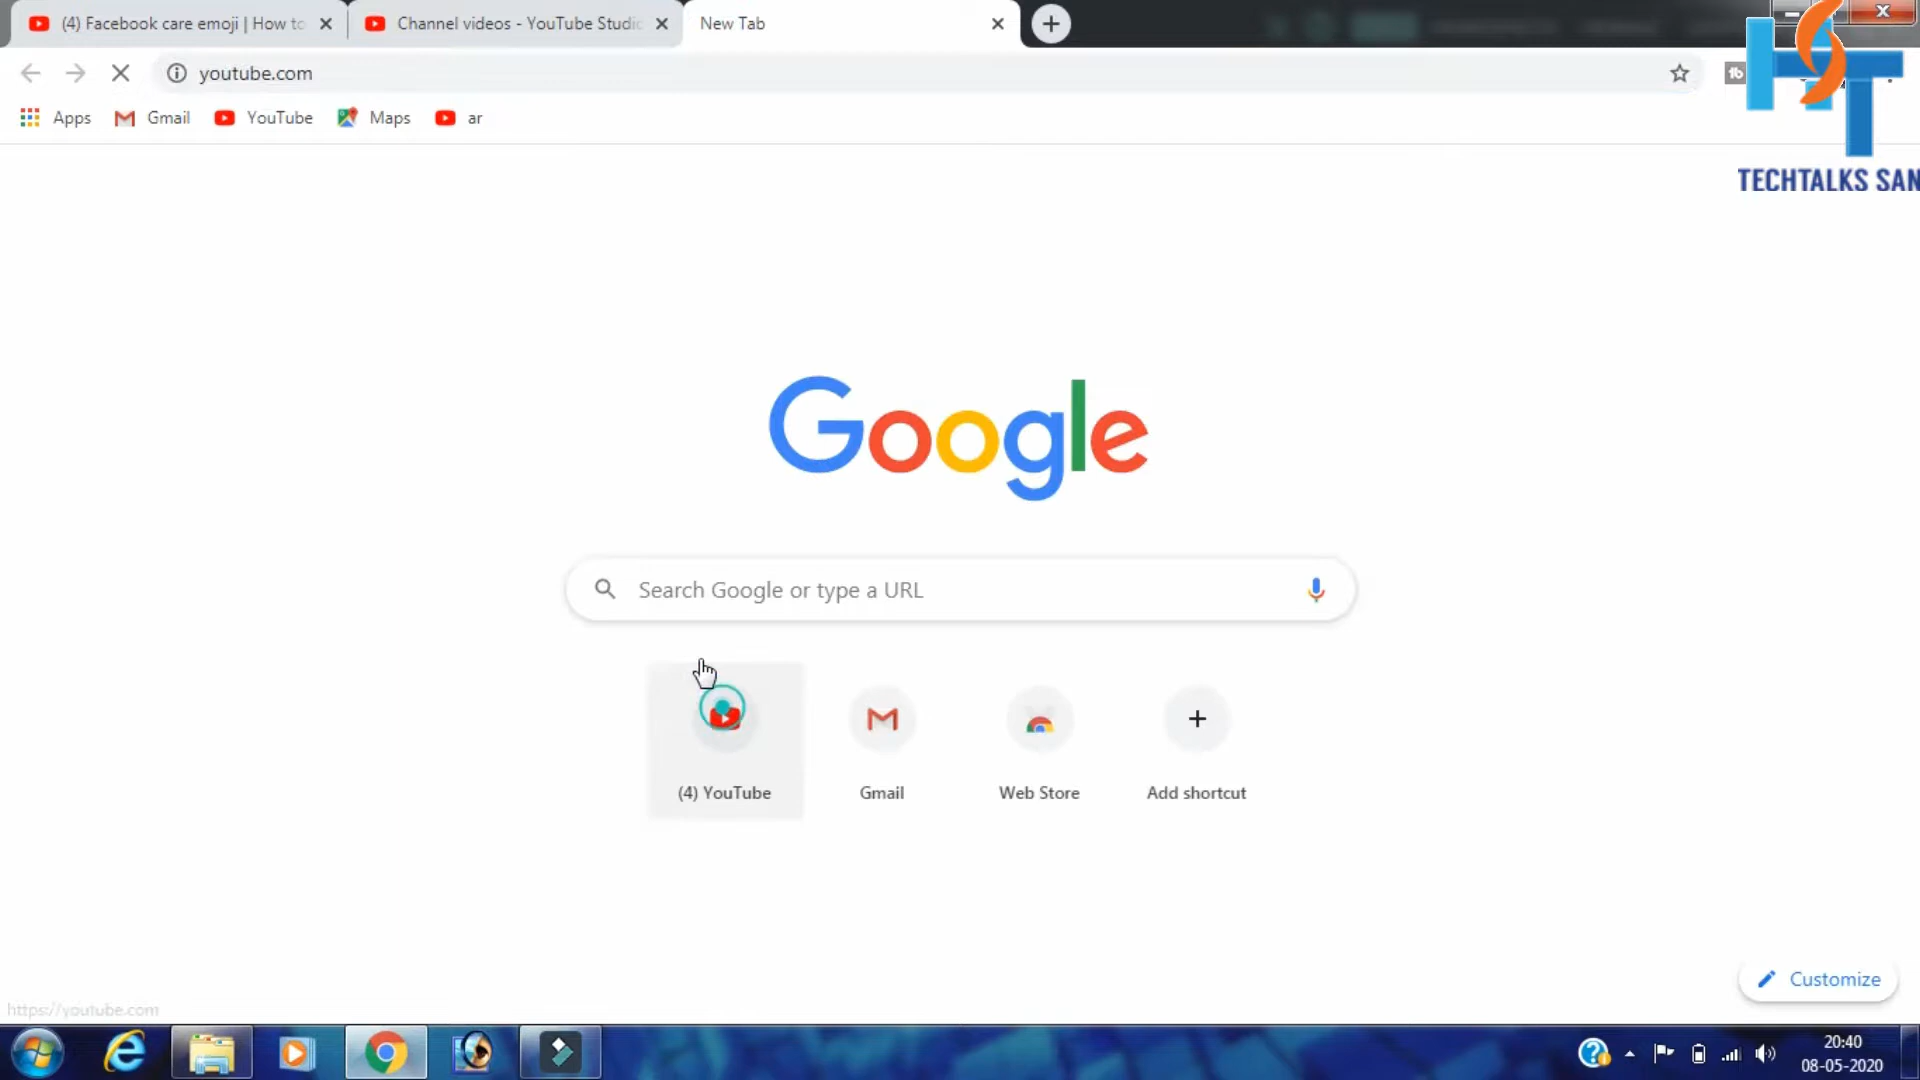 (4) Facebook care emoji | How to
Channel videos - YouTube Studi
New Tab
youtube.com
Apps
Gmail
YouTube
Maps
ar
HT
TECHTALKS SAN
Google
Search Google or type a URL
(4) YouTube
Gmail
Web Store
Add shortcut
Customize
https://youtube.com
20:40
08-05-2020